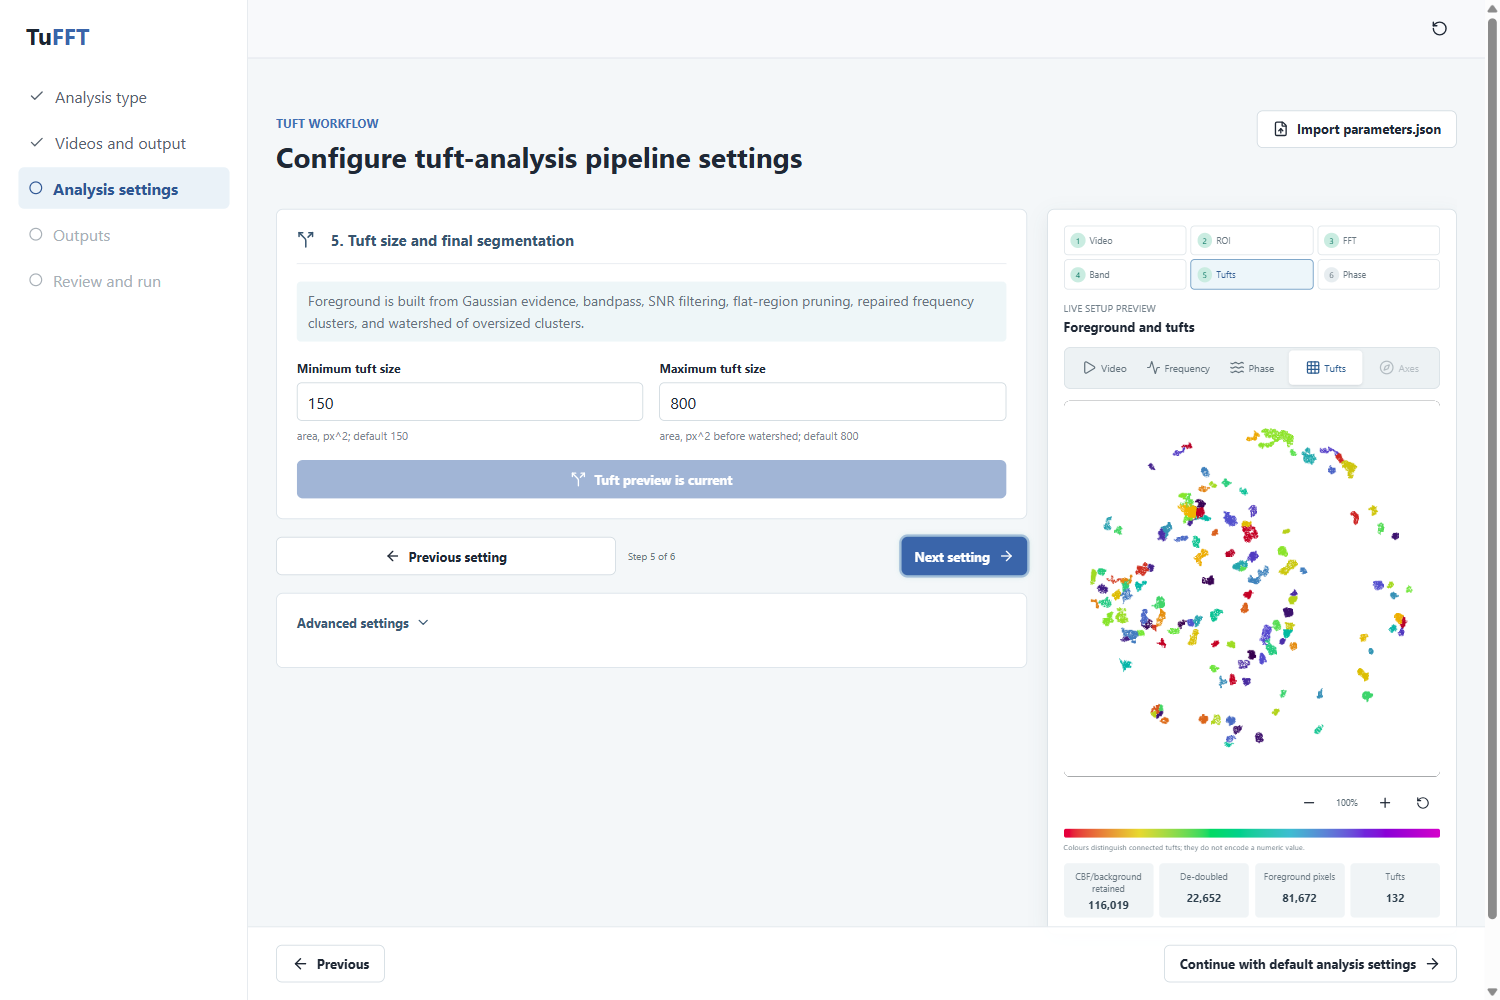 TuFFT
Analysis type
Videos and output
Analysis settings
Outputs
Review and run
TUFT WORKFLOW
Configure tuft-analysis pipeline settings
Import parameters.json
5. Tuft size and final segmentation
Foreground is built from Gaussian evidence, bandpass, SNR filtering, flat-region pruning, repaired frequency
clusters, and watershed of oversized clusters.
Minimum tuft size
Maximum tuft size
150
800
area, px^2; default 150
area, px^2 before watershed; default 800
Tuft preview is current
Previous setting
Step 5 of 6
Next setting
Advanced settings
1 Video
2 ROI
3 FFT
4 Band
5 Tufts
6 Phase
LIVE SETUP PREVIEW
Foreground and tufts
Video
Frequency
Phase
Tufts
Axes
100%
Colours distinguish connected tufts; they do not encode a numeric value.
CBF/background
retained
116,019
De-doubled
22,652
Foreground pixels
81,672
Tufts
132
Previous
Continue with default analysis settings